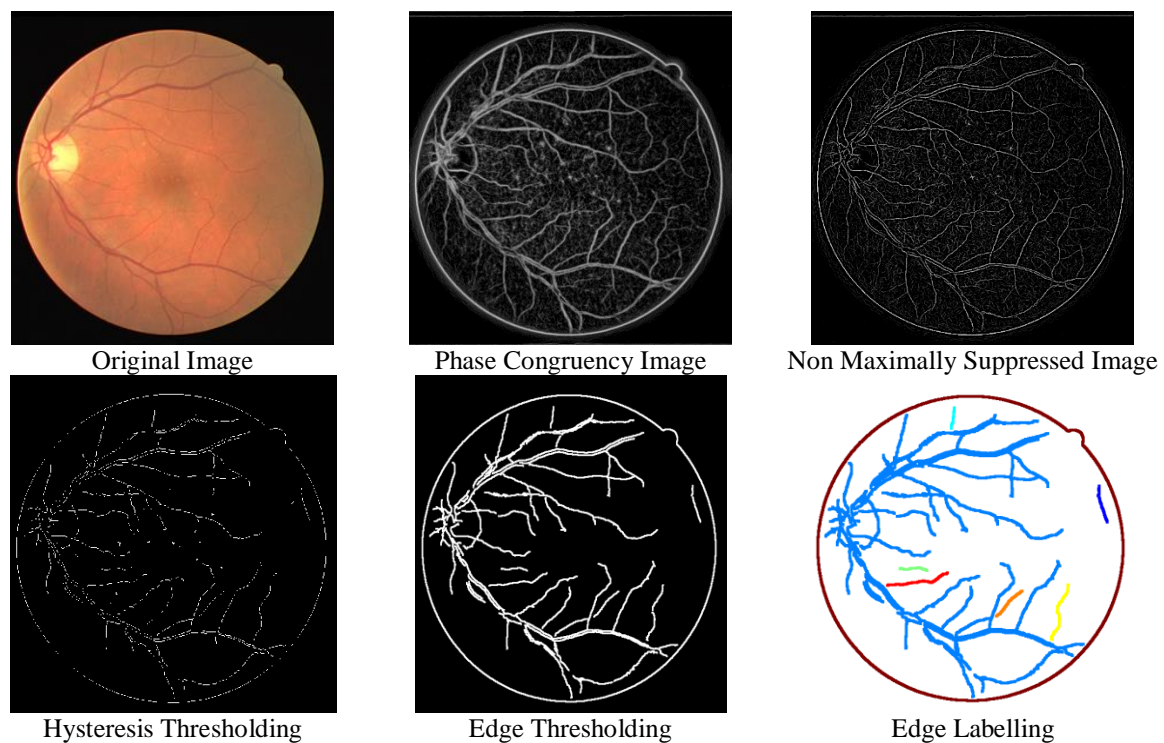 Original Image
Phase Congruency Image
Non Maximally Suppressed Image
Hysteresis Thresholding
Edge Thresholding
Edge Labelling